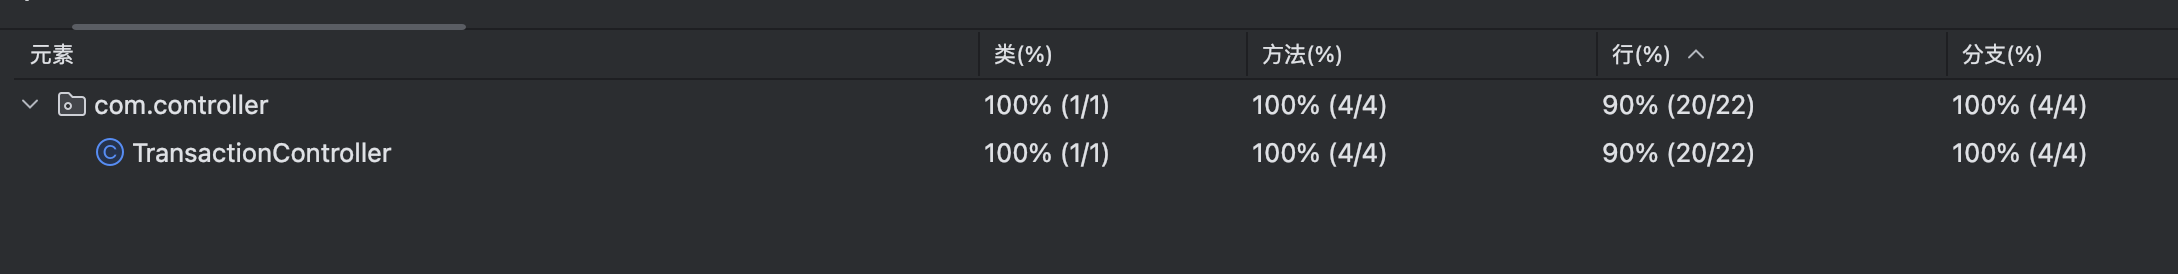 元素 类(%) 方法(%) 行(%) 分支(%)
com.controller 100% (1/1) 100% (4/4) 90% (20/22) 100% (4/4)
TransactionController 100% (1/1) 100% (4/4) 90% (20/22) 100% (4/4)